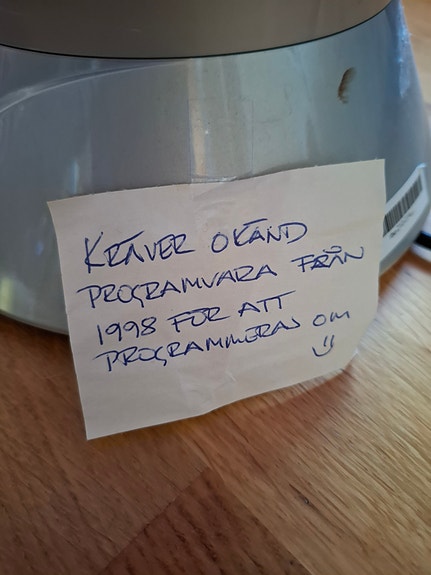 KRÄVER OKÄND
PROGRAMVARA FRÅN
1998 FÖR ATT
PROGRAMMERAS OM
:)